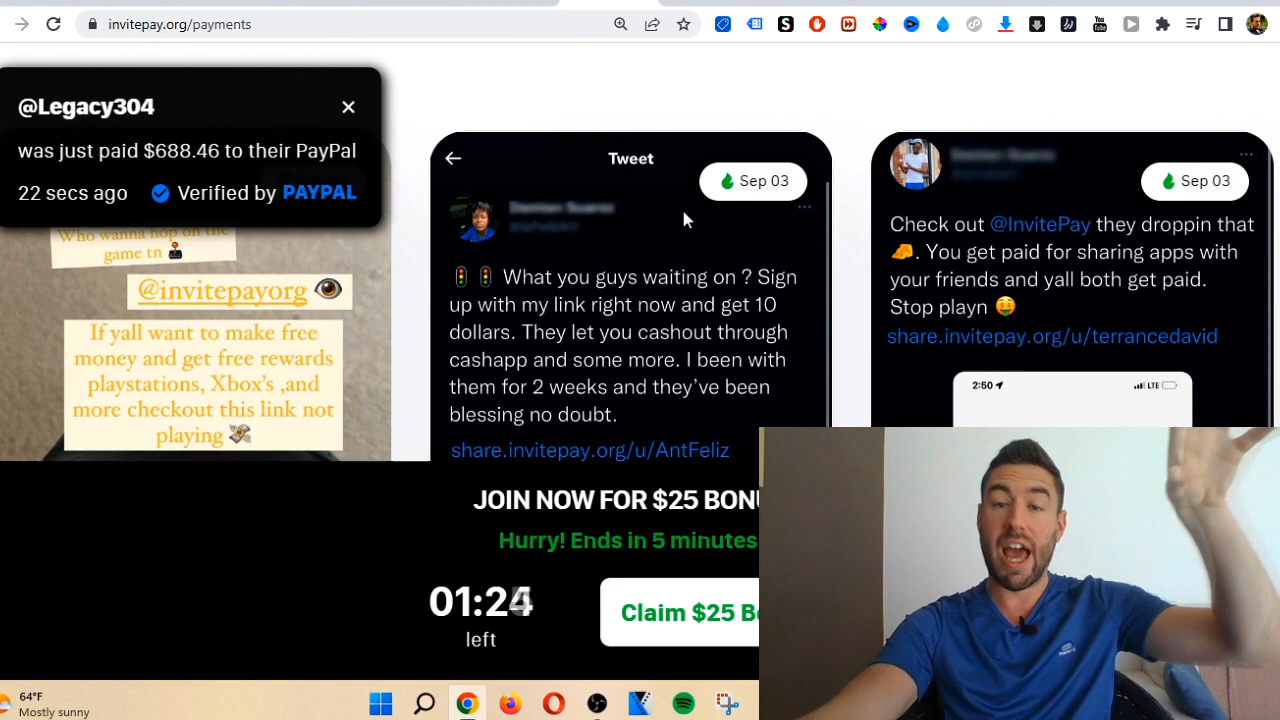 invitepay.org/payments
@Legacy304
was just paid $688.46 to their PayPal
22 secs ago Verified by PAYPAL
Who wanna hop on the
game tn
@invitepayorg
If yall want to make free
money and get free rewards
playstations, Xbox's ,and
more checkout this link not
playing
Tweet
Sep 03
What you guys waiting on ? Sign
up with my link right now and get 10
dollars. They let you cashout through
cashapp and some more. I been with
them for 2 weeks and they've been
blessing no doubt.
share.invitepay.org/u/AntFeliz
Sep 03
Check out @InvitePay they droppin that
. You get paid for sharing apps with
your friends and yall both get paid.
Stop playn
share.invitepay.org/u/terrancedavid
2:50
LTE
JOIN NOW FOR $25
Hurry! Ends in 5 minutes
01:24
left
Claim $25
64°F
Mostly sunny